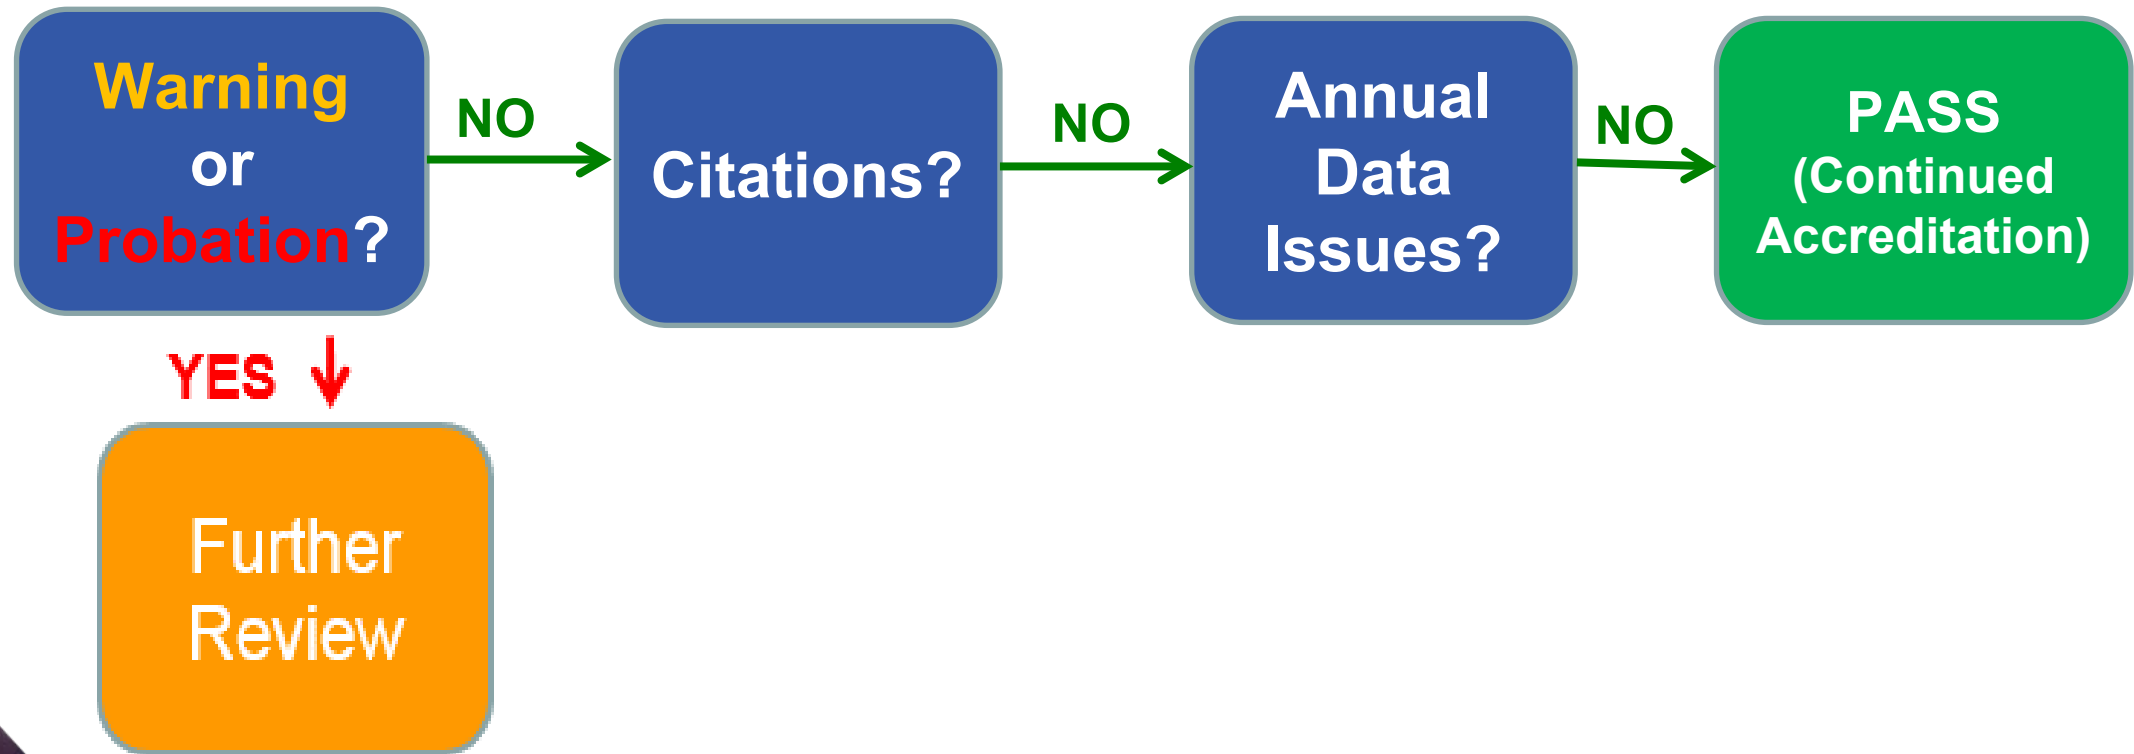 Warning
or
Probation?
NO
Citations?
NO
Annual
Data
Issues?
NO
PASS
(Continued
Accreditation)
YES
Further
Review